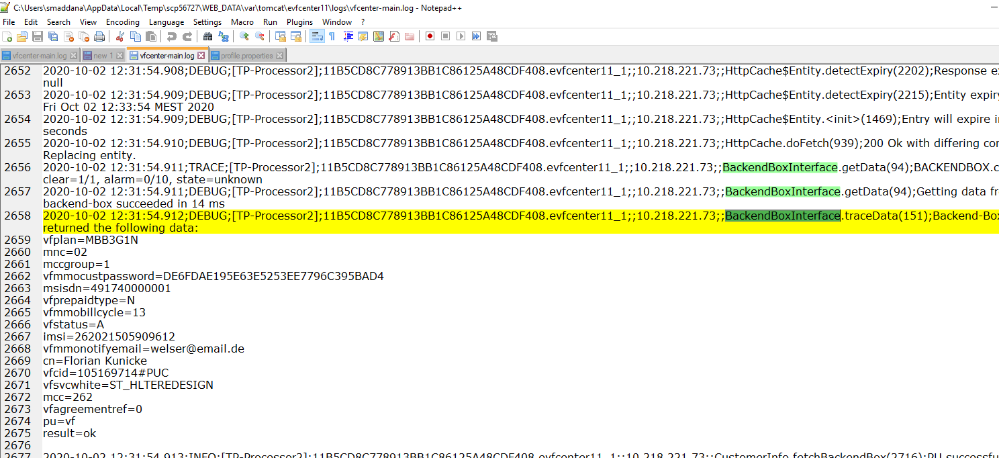 C:\Users\smaddana\AppData\Local\Temp\scp56727\WEB_DATA\var\tomcat\evfcenter11\logs\vfcenter-main.log - Notepad++
File Edit Search View Encoding Language Settings Macro Run Plugins Window ?
vfcenter-main.log new 1 vfcenter-main.log profile.properties
2652 2020-10-02 12:31:54.908;DEBUG;[TP-Processor2];11B5CD8C778913BB1C86125A48CDF408.evfcenter11_1;;10.218.221.73;;HttpCache$Entity.detectExpiry(2202);Response ex
null
2653 2020-10-02 12:31:54.909;DEBUG;[TP-Processor2];11B5CD8C778913BB1C86125A48CDF408.evfcenter11_1;;10.218.221.73;;HttpCache$Entity.detectExpiry(2215);Entity expiry
Fri Oct 02 12:33:54 MEST 2020
2654 2020-10-02 12:31:54.909;DEBUG;[TP-Processor2];11B5CD8C778913BB1C86125A48CDF408.evfcenter11_1;;10.218.221.73;;HttpCache$Entity.<init>(1469);Entry will expire in
seconds
2655 2020-10-02 12:31:54.910;DEBUG;[TP-Processor2];11B5CD8C778913BB1C86125A48CDF408.evfcenter11_1;;10.218.221.73;;HttpCache.doFetch(939);200 Ok with differing con
Replacing entity.
2656 2020-10-02 12:31:54.911;TRACE;[TP-Processor2];11B5CD8C778913BB1C86125A48CDF408.evfcenter11_1;;10.218.221.73;;BackendBoxInterface.getData(94);BACKENDBOX.c
clear=1/1, alarm=0/10, state=unknown
2657 2020-10-02 12:31:54.911;DEBUG;[TP-Processor2];11B5CD8C778913BB1C86125A48CDF408.evfcenter11_1;;10.218.221.73;;BackendBoxInterface.getData(94);Getting data fr
backend-box succeeded in 14 ms
2658 2020-10-02 12:31:54.912;DEBUG;[TP-Processor2];11B5CD8C778913BB1C86125A48CDF408.evfcenter11_1;;10.218.221.73;;BackendBoxInterface.traceData(151);Backend-Box
returned the following data:
2659 vfplan=MBB3G1N
2660 mnc=02
2661 mccgroup=1
2662 vfmmocustpassword=DE6FDAE195E63E5253EE7796C395BAD4
2663 msisdn=491740000001
2664 vfprepaidtype=N
2665 vfmmobillcycle=13
2666 vfstatus=A
2667 imsi=262021505909612
2668 vfmmonotifyemail=welser@email.de
2669 cn=Florian Kunicke
2670 vfcid=105169714#PUC
2671 vfsvcwhite=ST_HLTEREDESIGN
2672 mcc=262
2673 vfagreementref=0
2674 pu=vf
2675 result=ok
2676
2677 2020-10-02 12:31:54.913;INFO;[TP-Processor2];11B5CD8C778913BB1C86125A48CDF408.evfcenter11_1;;10.218.221.73;;CustomerInfo.fetchBackendBox(2716);PU successfu